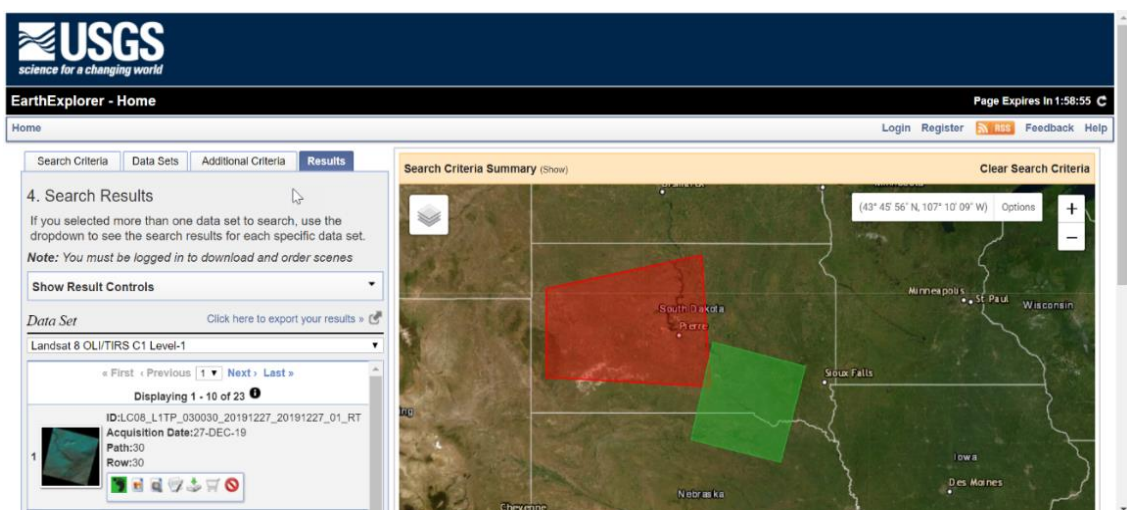 USGS
science for a changing world
EarthExplorer - Home
Page Expires In 1:58:55
Home
Login Register RSS Feedback Help
Search Criteria Data Sets Additional Criteria Results
4. Search Results
If you selected more than one data set to search, use the
dropdown to see the search results for each specific data set.
Note: You must be logged in to download and order scenes
Show Result Controls
Data Set
Click here to export your results »
Landsat 8 OLI/TIRS C1 Level-1
« First ‹ Previous 1 Next › Last »
Displaying 1 - 10 of 23
1
ID:LC08_L1TP_030030_20191227_20191227_01_RT
Acquisition Date:27-DEC-19
Path:30
Row:30
Search Criteria Summary (Show)
Clear Search Criteria
(43° 45' 56" N, 107° 10' 09" W) Options
+
−
Minneapolis
St Paul
Wisconsin
South Dakota
Pierre
Sioux Falls
Iowa
Des Moines
Nebraska
Cheyenne